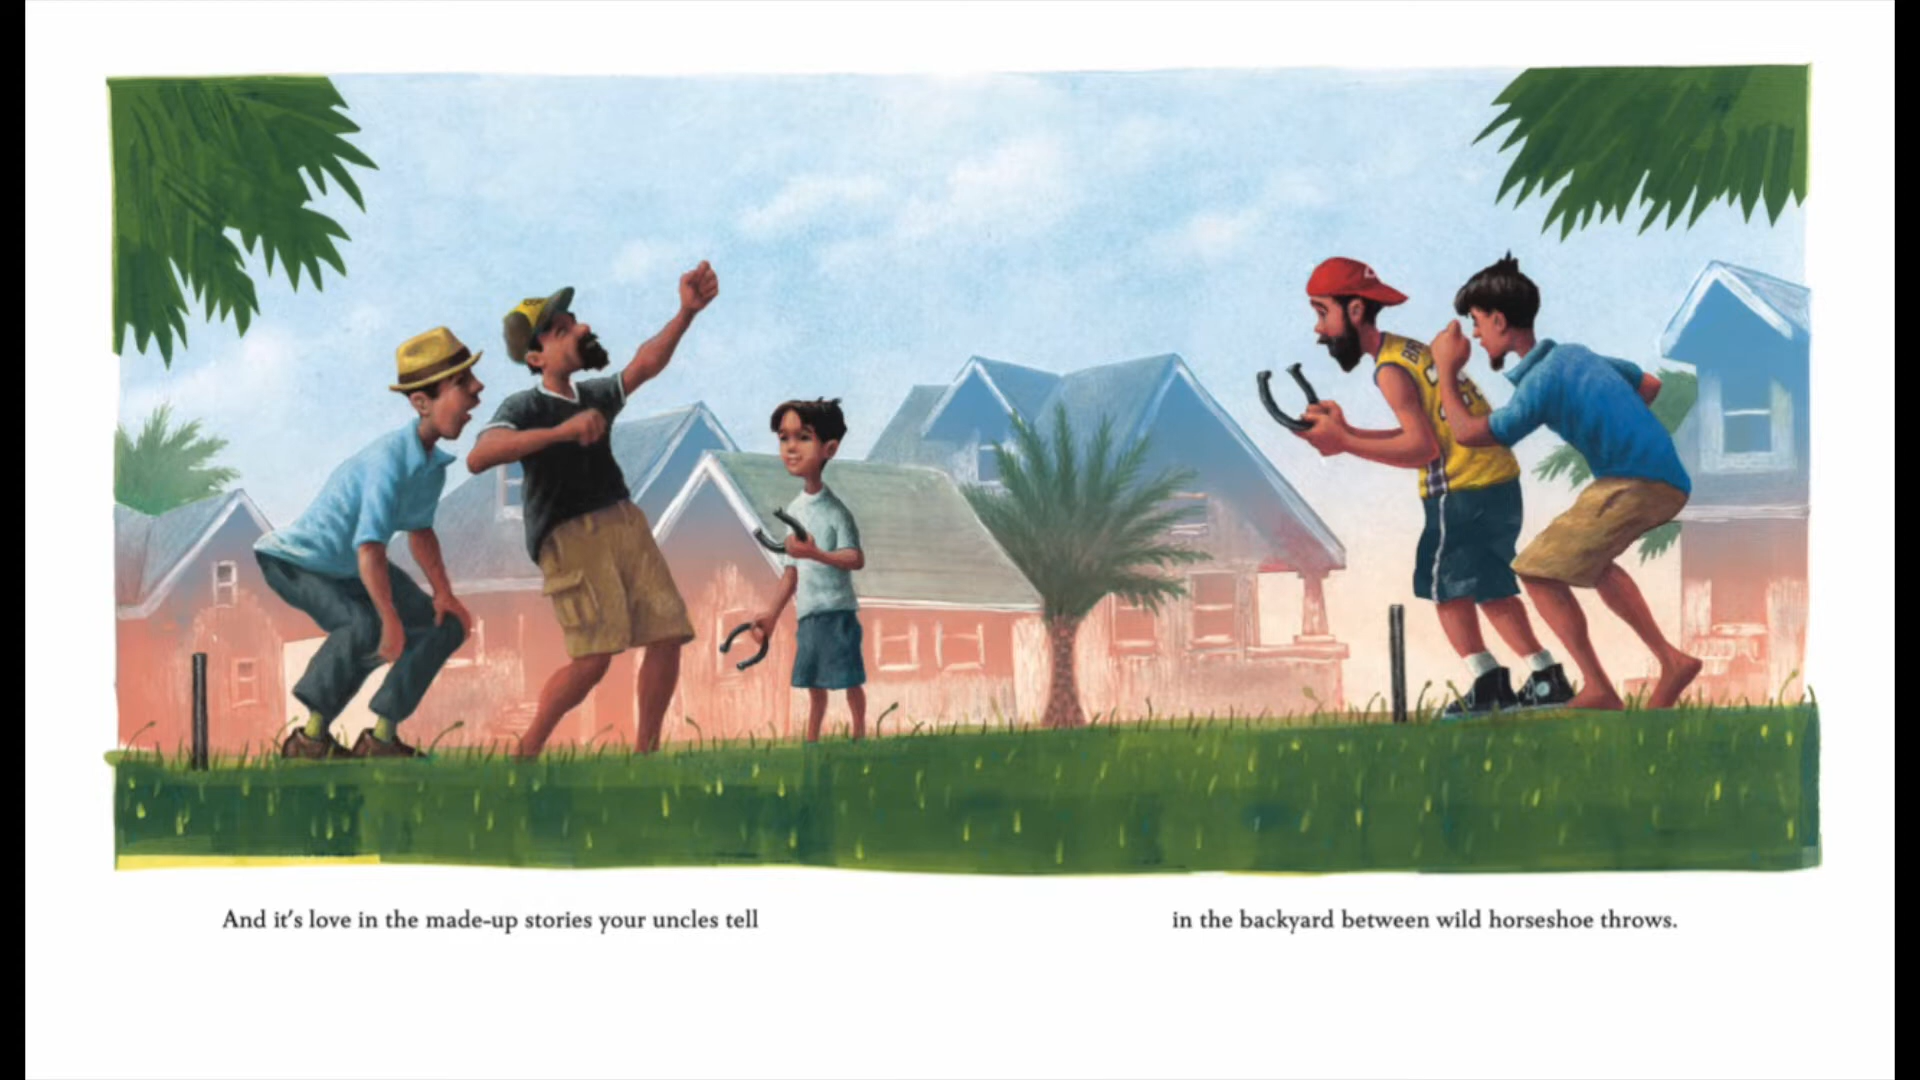 And it's love in the made-up stories your uncles tell
in the backyard between wild horseshoe throws.